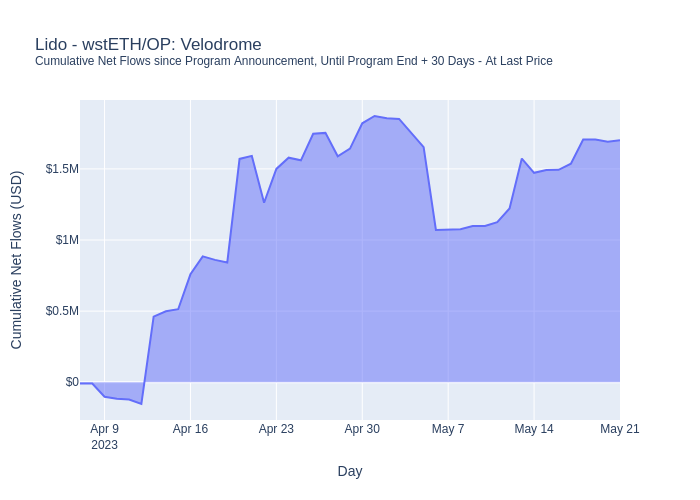 Lido - wstETH/OP: Velodrome
Cumulative Net Flows since Program Announcement, Until Program End + 30 Days - At Last Price
Cumulative Net Flows (USD)
$1.5M
$1M
$0.5M
$0
Apr 9
2023
Apr 16
Apr 23
Apr 30
May 7
May 14
May 21
Day